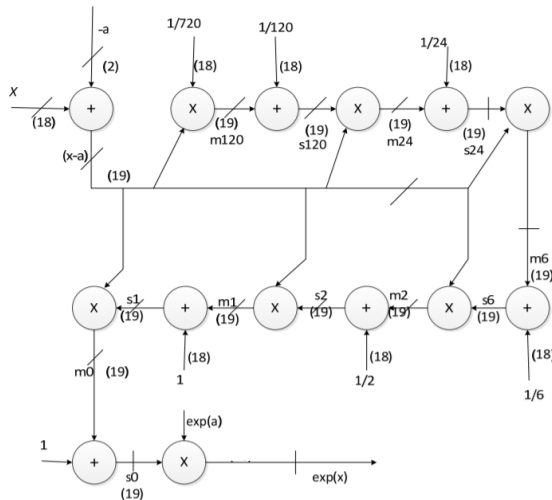 -a
1/720
1/120
1/24
(2)
(18)
(18)
(18)
X
+
X
+
X
+
X
(18)
(19)
m120
(19)
s120
(19)
m24
(19)
s24
(x-a)
(19)
m6
(19)
s1
m1
s2
m2
s6
X
+
X
+
X
+
(19)
(19)
(19)
(19)
(19)
(18)
(18)
(18)
1
1/2
1/6
m0
(19)
exp(a)
1
+
X
s0
(19)
exp(x)